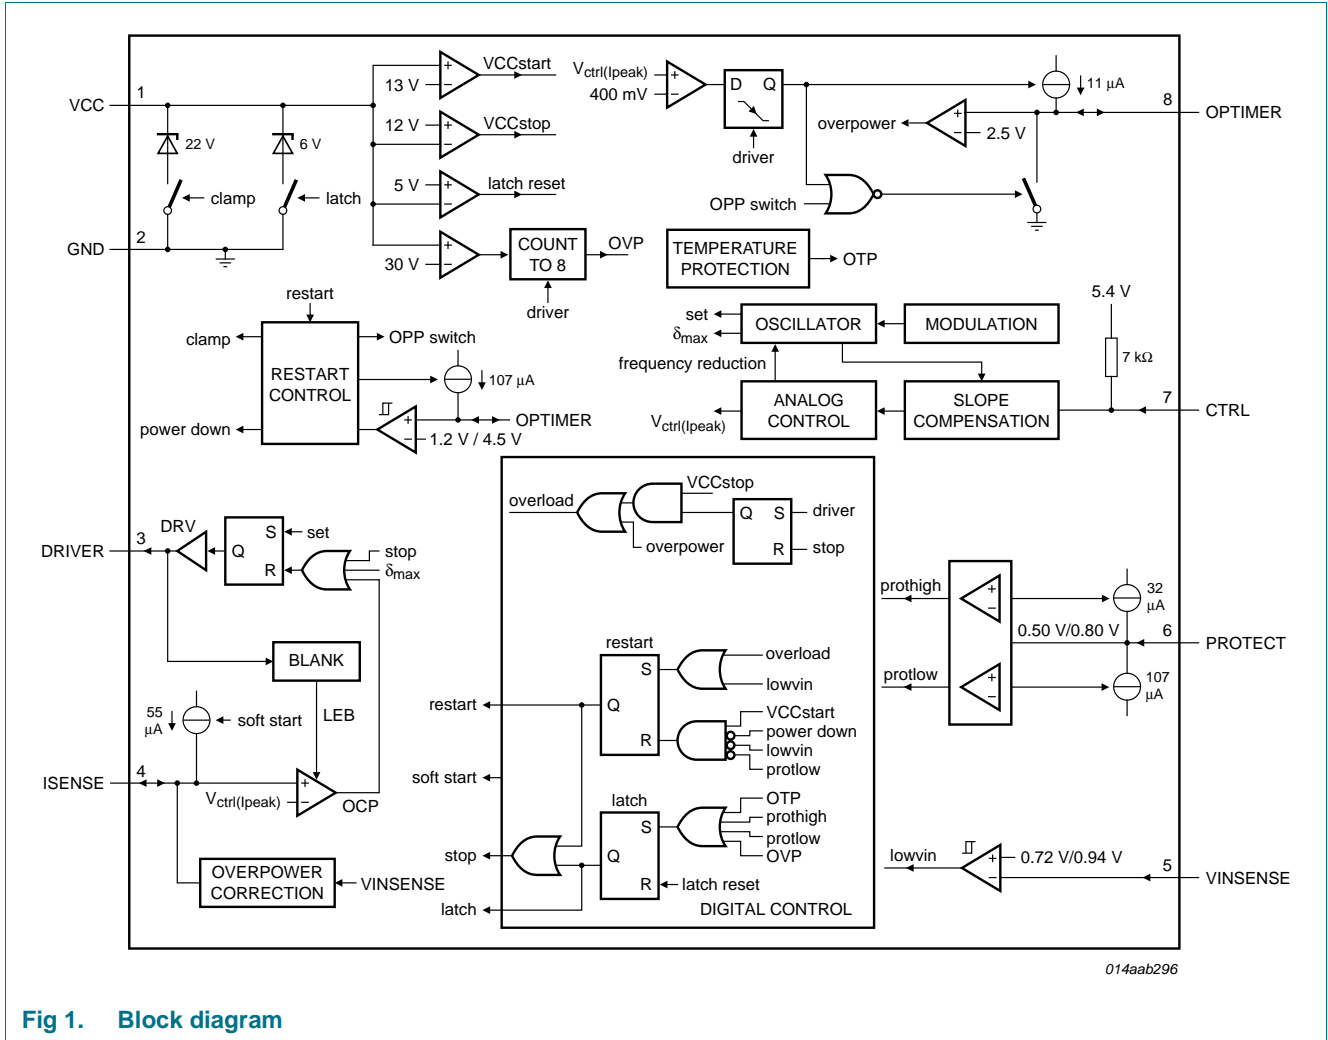 VCC
1
22 V
clamp
6 V
latch
GND
2
13 V
VCCstart
12 V
VCCstop
5 V
latch reset
30 V
COUNT
TO 8
OVP
driver
Vctrl(Ipeak)
400 mV
D Q
driver
overpower
2.5 V
11 μA
8
OPTIMER
OPP switch
TEMPERATURE
PROTECTION
OTP
restart
clamp
OPP switch
RESTART
CONTROL
107 μA
power down
OPTIMER
1.2 V / 4.5 V
set
δmax
OSCILLATOR
MODULATION
frequency reduction
5.4 V
7 kΩ
Vctrl(Ipeak)
ANALOG
CONTROL
SLOPE
COMPENSATION
7
CTRL
DRIVER
3
DRV
Q
S
R
set
stop
δmax
BLANK
LEB
55
μA
soft start
ISENSE
4
Vctrl(Ipeak)
OCP
OVERPOWER
CORRECTION
VINSENSE
overload
VCCstop
overpower
Q S
R
driver
stop
restart
S
Q
R
overload
lowvin
VCCstart
power down
lowvin
protlow
restart
soft start
latch
S
Q
R
OTP
prothigh
protlow
OVP
latch reset
stop
latch
DIGITAL CONTROL
prothigh
32
μA
0.50 V/0.80 V
6
PROTECT
protlow
107
μA
lowvin
0.72 V/0.94 V
5
VINSENSE
014aab296
Fig 1. Block diagram